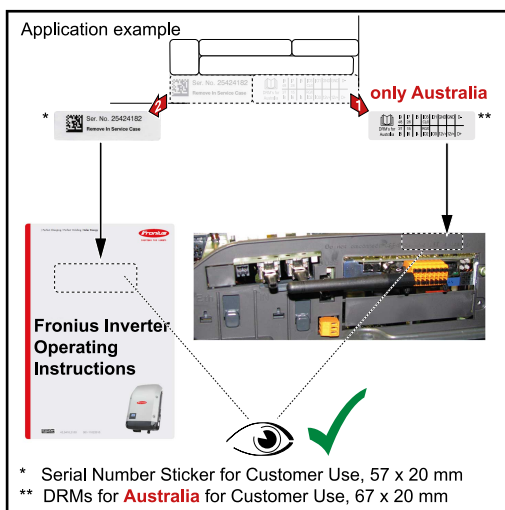 Application example
2
1
only Australia
*
Ser. No. 25424182
Remove In Service Case
Ser. No. 25424182
Remove In Service Case
DRMs for
Australia
**
Fronius
Fronius Inverter
Operating
Instructions
* Serial Number Sticker for Customer Use, 57 x 20 mm
** DRMs for Australia for Customer Use, 67 x 20 mm